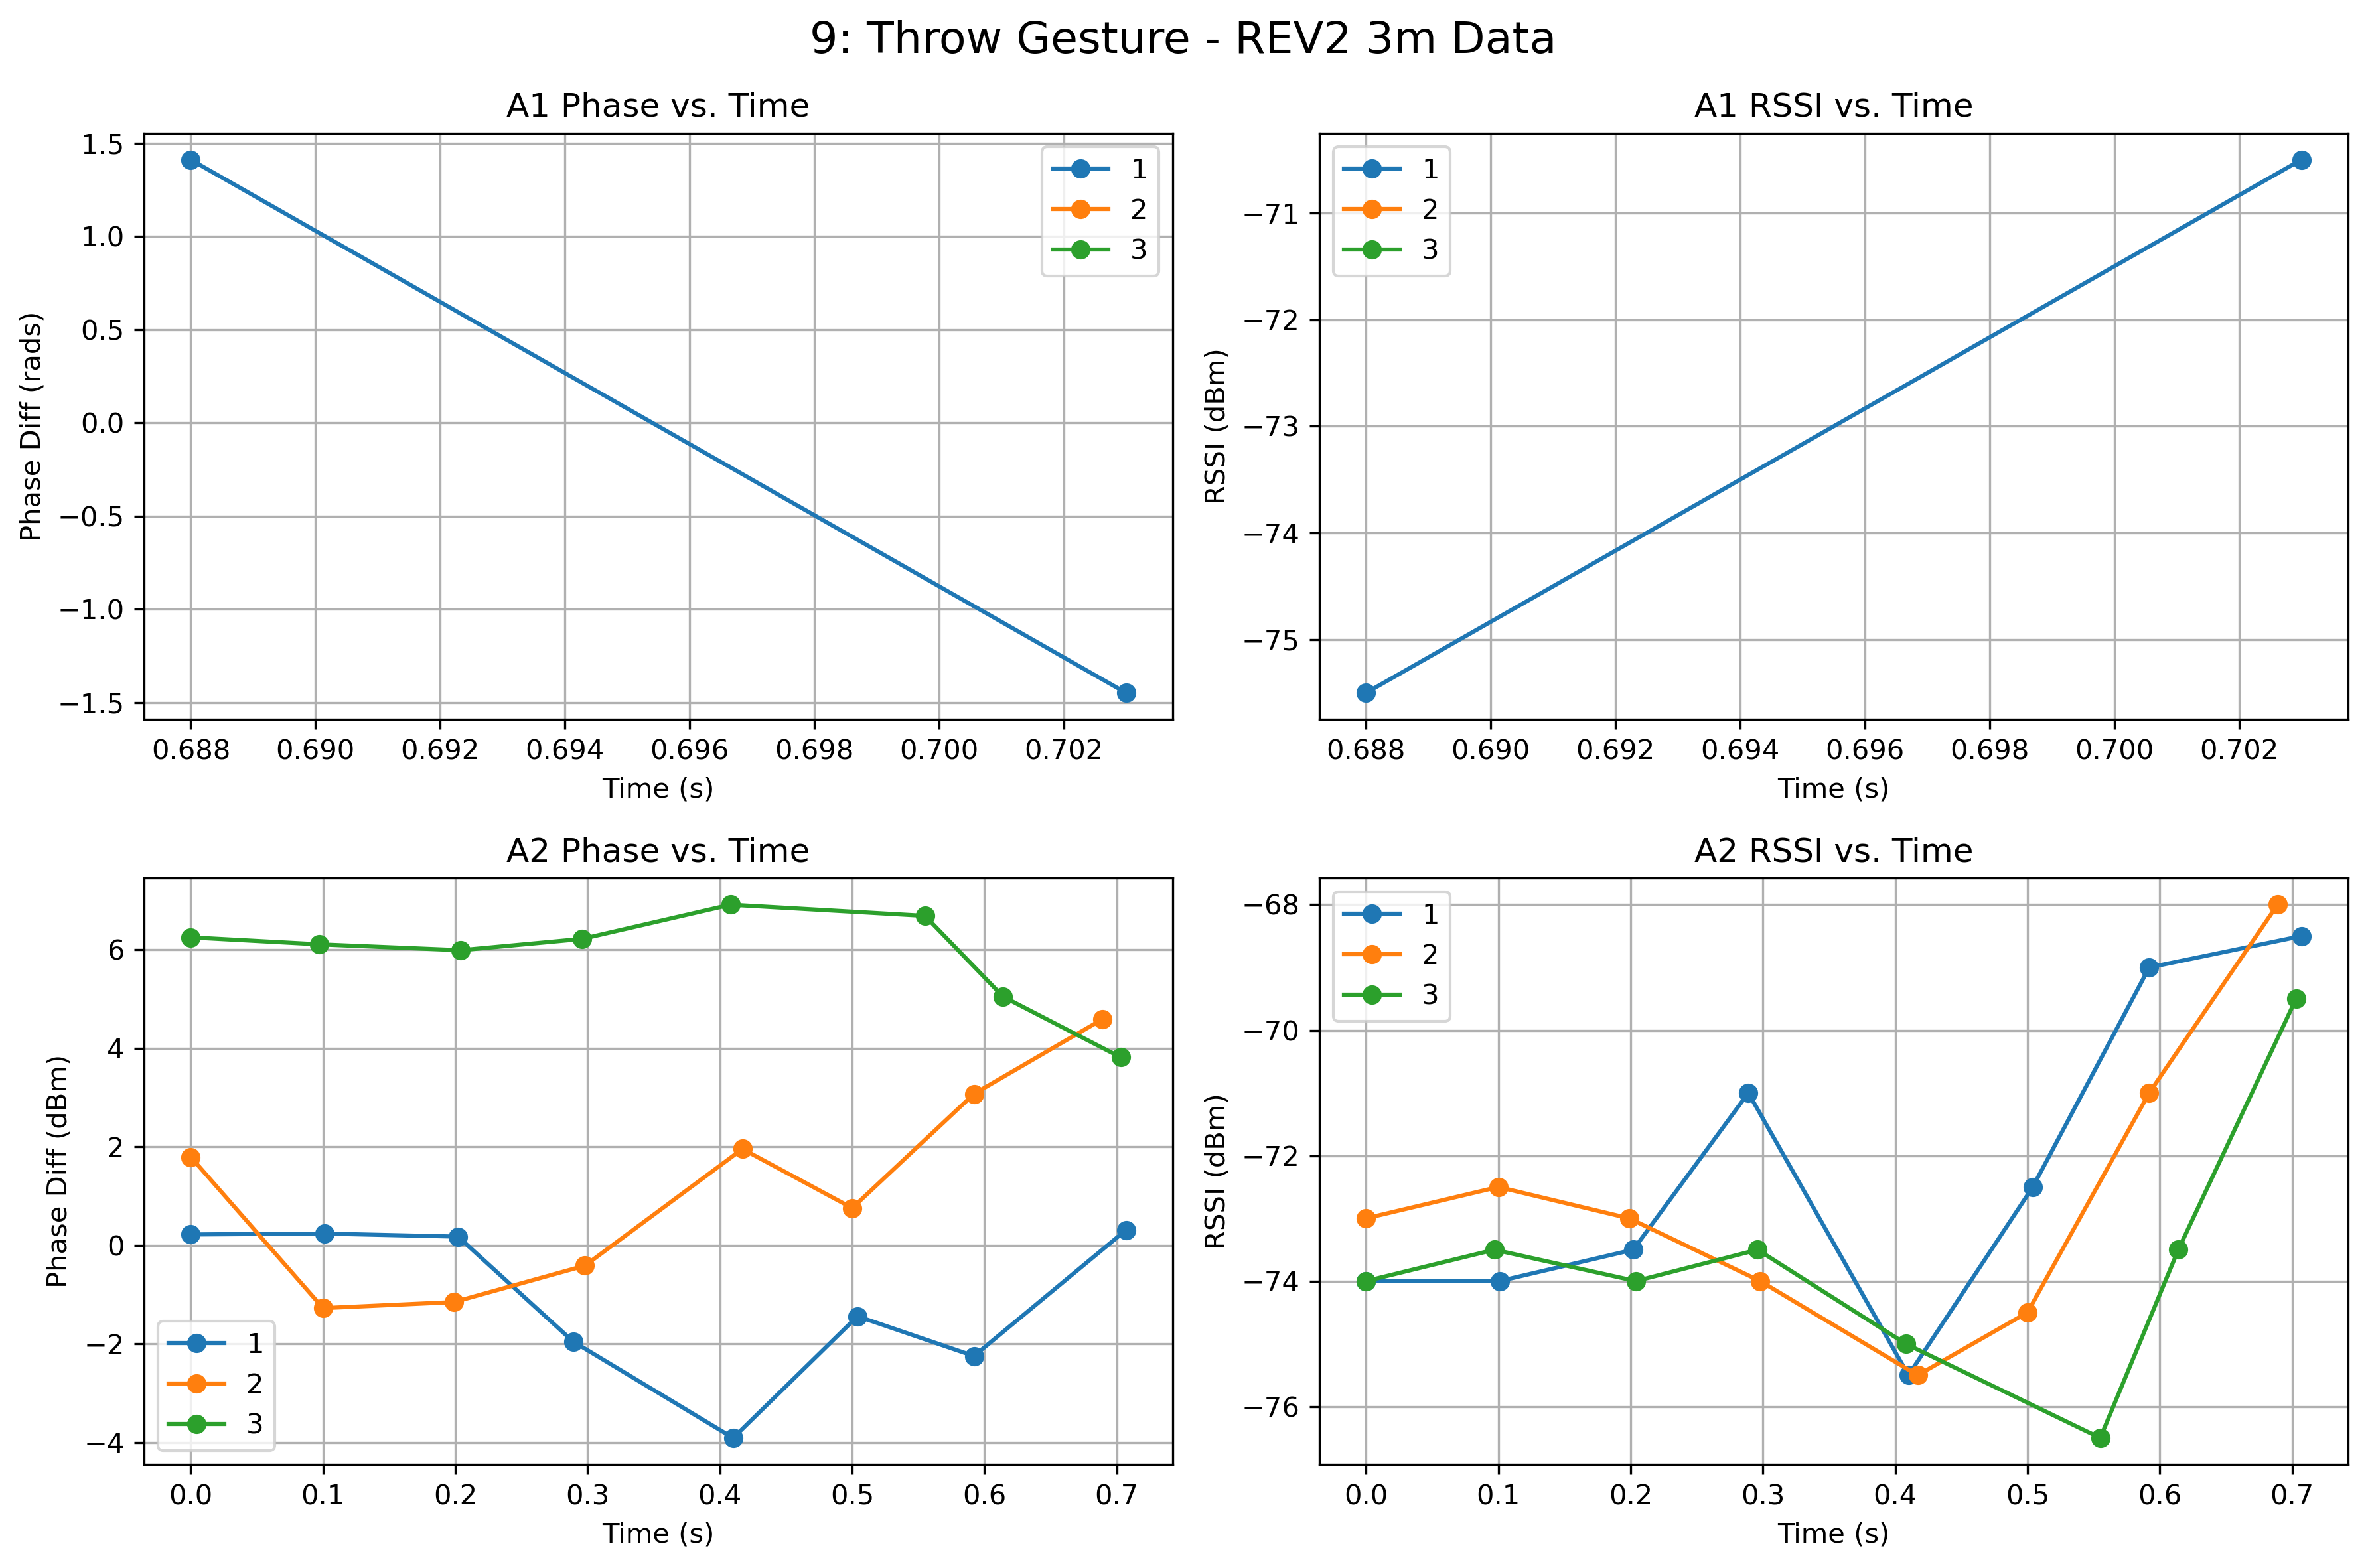 9: Throw Gesture - REV2 3m Data
A1 Phase vs. Time
1.5
1.0
0.5
0.0
−0.5
−1.0
−1.5
Phase Diff (rads)
1
2
3
0.688 0.690 0.692 0.694 0.696 0.698 0.700 0.702
Time (s)
A1 RSSI vs. Time
−71
−72
−73
−74
−75
RSSI (dBm)
1
2
3
0.688 0.690 0.692 0.694 0.696 0.698 0.700 0.702
Time (s)
A2 Phase vs. Time
6
4
2
0
−2
−4
Phase Diff (dBm)
1
2
3
0.0 0.1 0.2 0.3 0.4 0.5 0.6 0.7
Time (s)
A2 RSSI vs. Time
−68
−70
−72
−74
−76
RSSI (dBm)
1
2
3
0.0 0.1 0.2 0.3 0.4 0.5 0.6 0.7
Time (s)